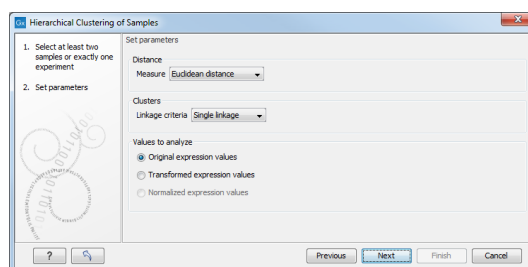 Gx Hierarchical Clustering of Samples
1. Select at least two
samples or exactly one
experiment
2. Set parameters
Set parameters
Distance
Measure Euclidean distance
Clusters
Linkage criteria Single linkage
Values to analyze
Original expression values
Transformed expression values
Normalized expression values
? Previous Next Finish Cancel